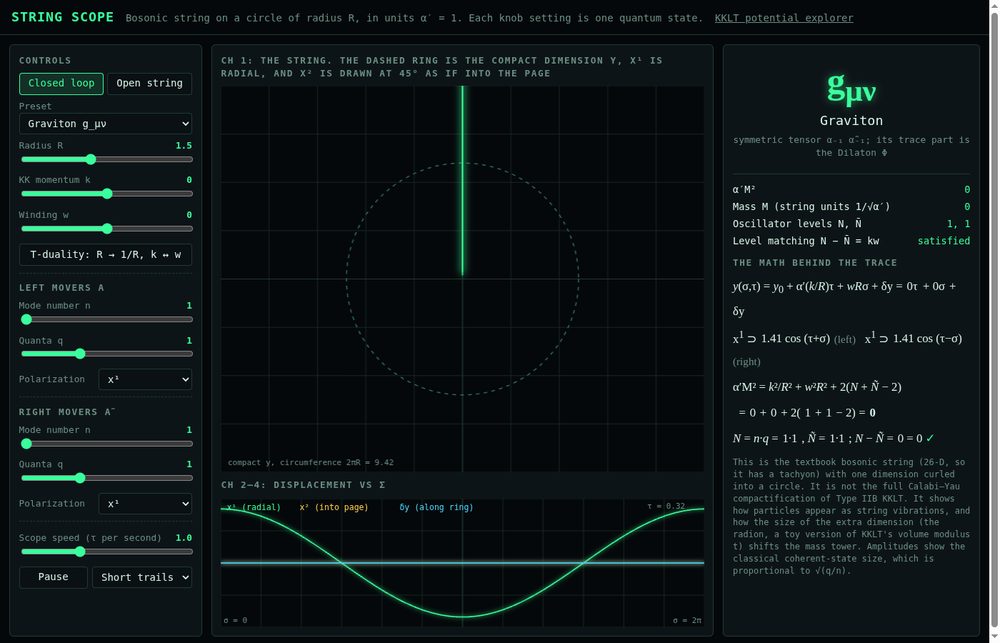 STRING SCOPE Bosonic string on a circle of radius R, in units α′ = 1. Each knob setting is one quantum state. KKLT potential explorer
CONTROLS
Closed loop Open string
Preset
Graviton g_μν
Radius R 1.5
KK momentum k 0
Winding w 0
T-duality: R → 1/R, k ↔ w
LEFT MOVERS Α
Mode number n 1
Quanta q 1
Polarization x¹
RIGHT MOVERS Α̃
Mode number n 1
Quanta q 1
Polarization x¹
Scope speed (τ per second) 1.0
Pause Short trails
CH 1: THE STRING. THE DASHED RING IS THE COMPACT DIMENSION Y, X¹ IS
RADIAL, AND X² IS DRAWN AT 45° AS IF INTO THE PAGE
compact y, circumference 2πR = 9.42
CH 2–4: DISPLACEMENT VS Σ
x¹ (radial) x² (into page) δy (along ring) τ = 0.32
σ = 0 σ = 2π
gμν
Graviton
symmetric tensor α₋₁ α̃₋₁; its trace part is
the Dilaton Φ
α′M² 0
Mass M (string units 1/√α′) 0
Oscillator levels N, Ñ 1, 1
Level matching N − Ñ = kw satisfied
THE MATH BEHIND THE TRACE
y(σ,τ) = y₀ + α′(k/R)τ + wRσ + δy = 0τ + 0σ +
δy
x¹ ⊃ 1.41 cos (τ+σ) (left) x¹ ⊃ 1.41 cos (τ−σ)
(right)
α′M² = k²/R² + w²R² + 2(N + Ñ − 2)
= 0 + 0 + 2( 1 + 1 − 2) = 0
N = n·q = 1·1 , Ñ = 1·1 ; N − Ñ = 0 = 0 ✓
This is the textbook bosonic string (26-D, so
it has a tachyon) with one dimension curled
into a circle. It is not the full Calabi–Yau
compactification of Type IIB KKLT. It shows
how particles appear as string vibrations, and
how the size of the extra dimension (the
radion, a toy version of KKLT's volume modulus
t) shifts the mass tower. Amplitudes show the
classical coherent-state size, which is
proportional to √(q/n).